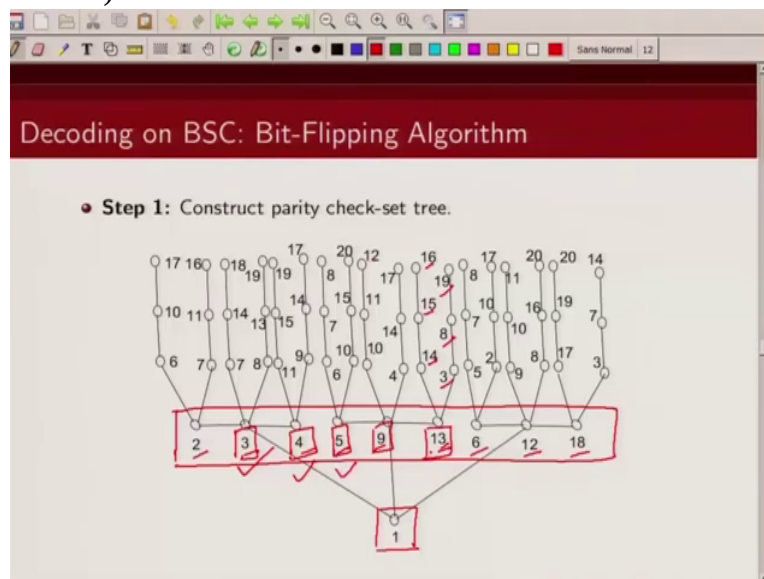 Sans Normal 12
Decoding on BSC: Bit-Flipping Algorithm
Step 1: Construct parity check-set tree.
17 16 18 19 19 17 8 20 12 17 16 19 8 17 11 20 20 14
10 11 14 13 15 14 7 15 11 14 15 8 7 10 10 16 19 7
6 7 7 8 11 9 6 10 10 4 14 3 5 2 9 8 17 3
2 3 4 5 9 13 6 12 18
1